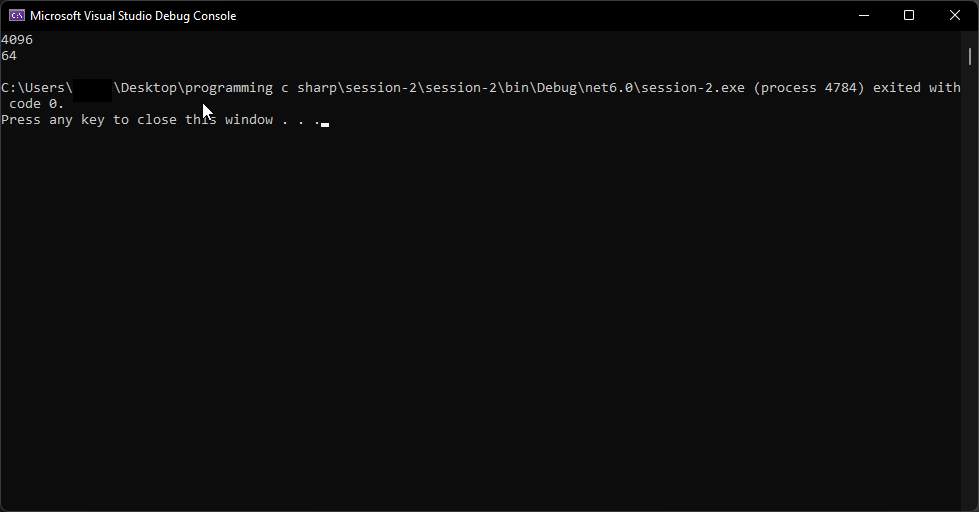 Microsoft Visual Studio Debug Console
4096
64
C:\Users\ \Desktop\programming c sharp\session-2\session-2\bin\Debug\net6.0\session-2.exe (process 4784) exited with
code 0.
Press any key to close this window . . .